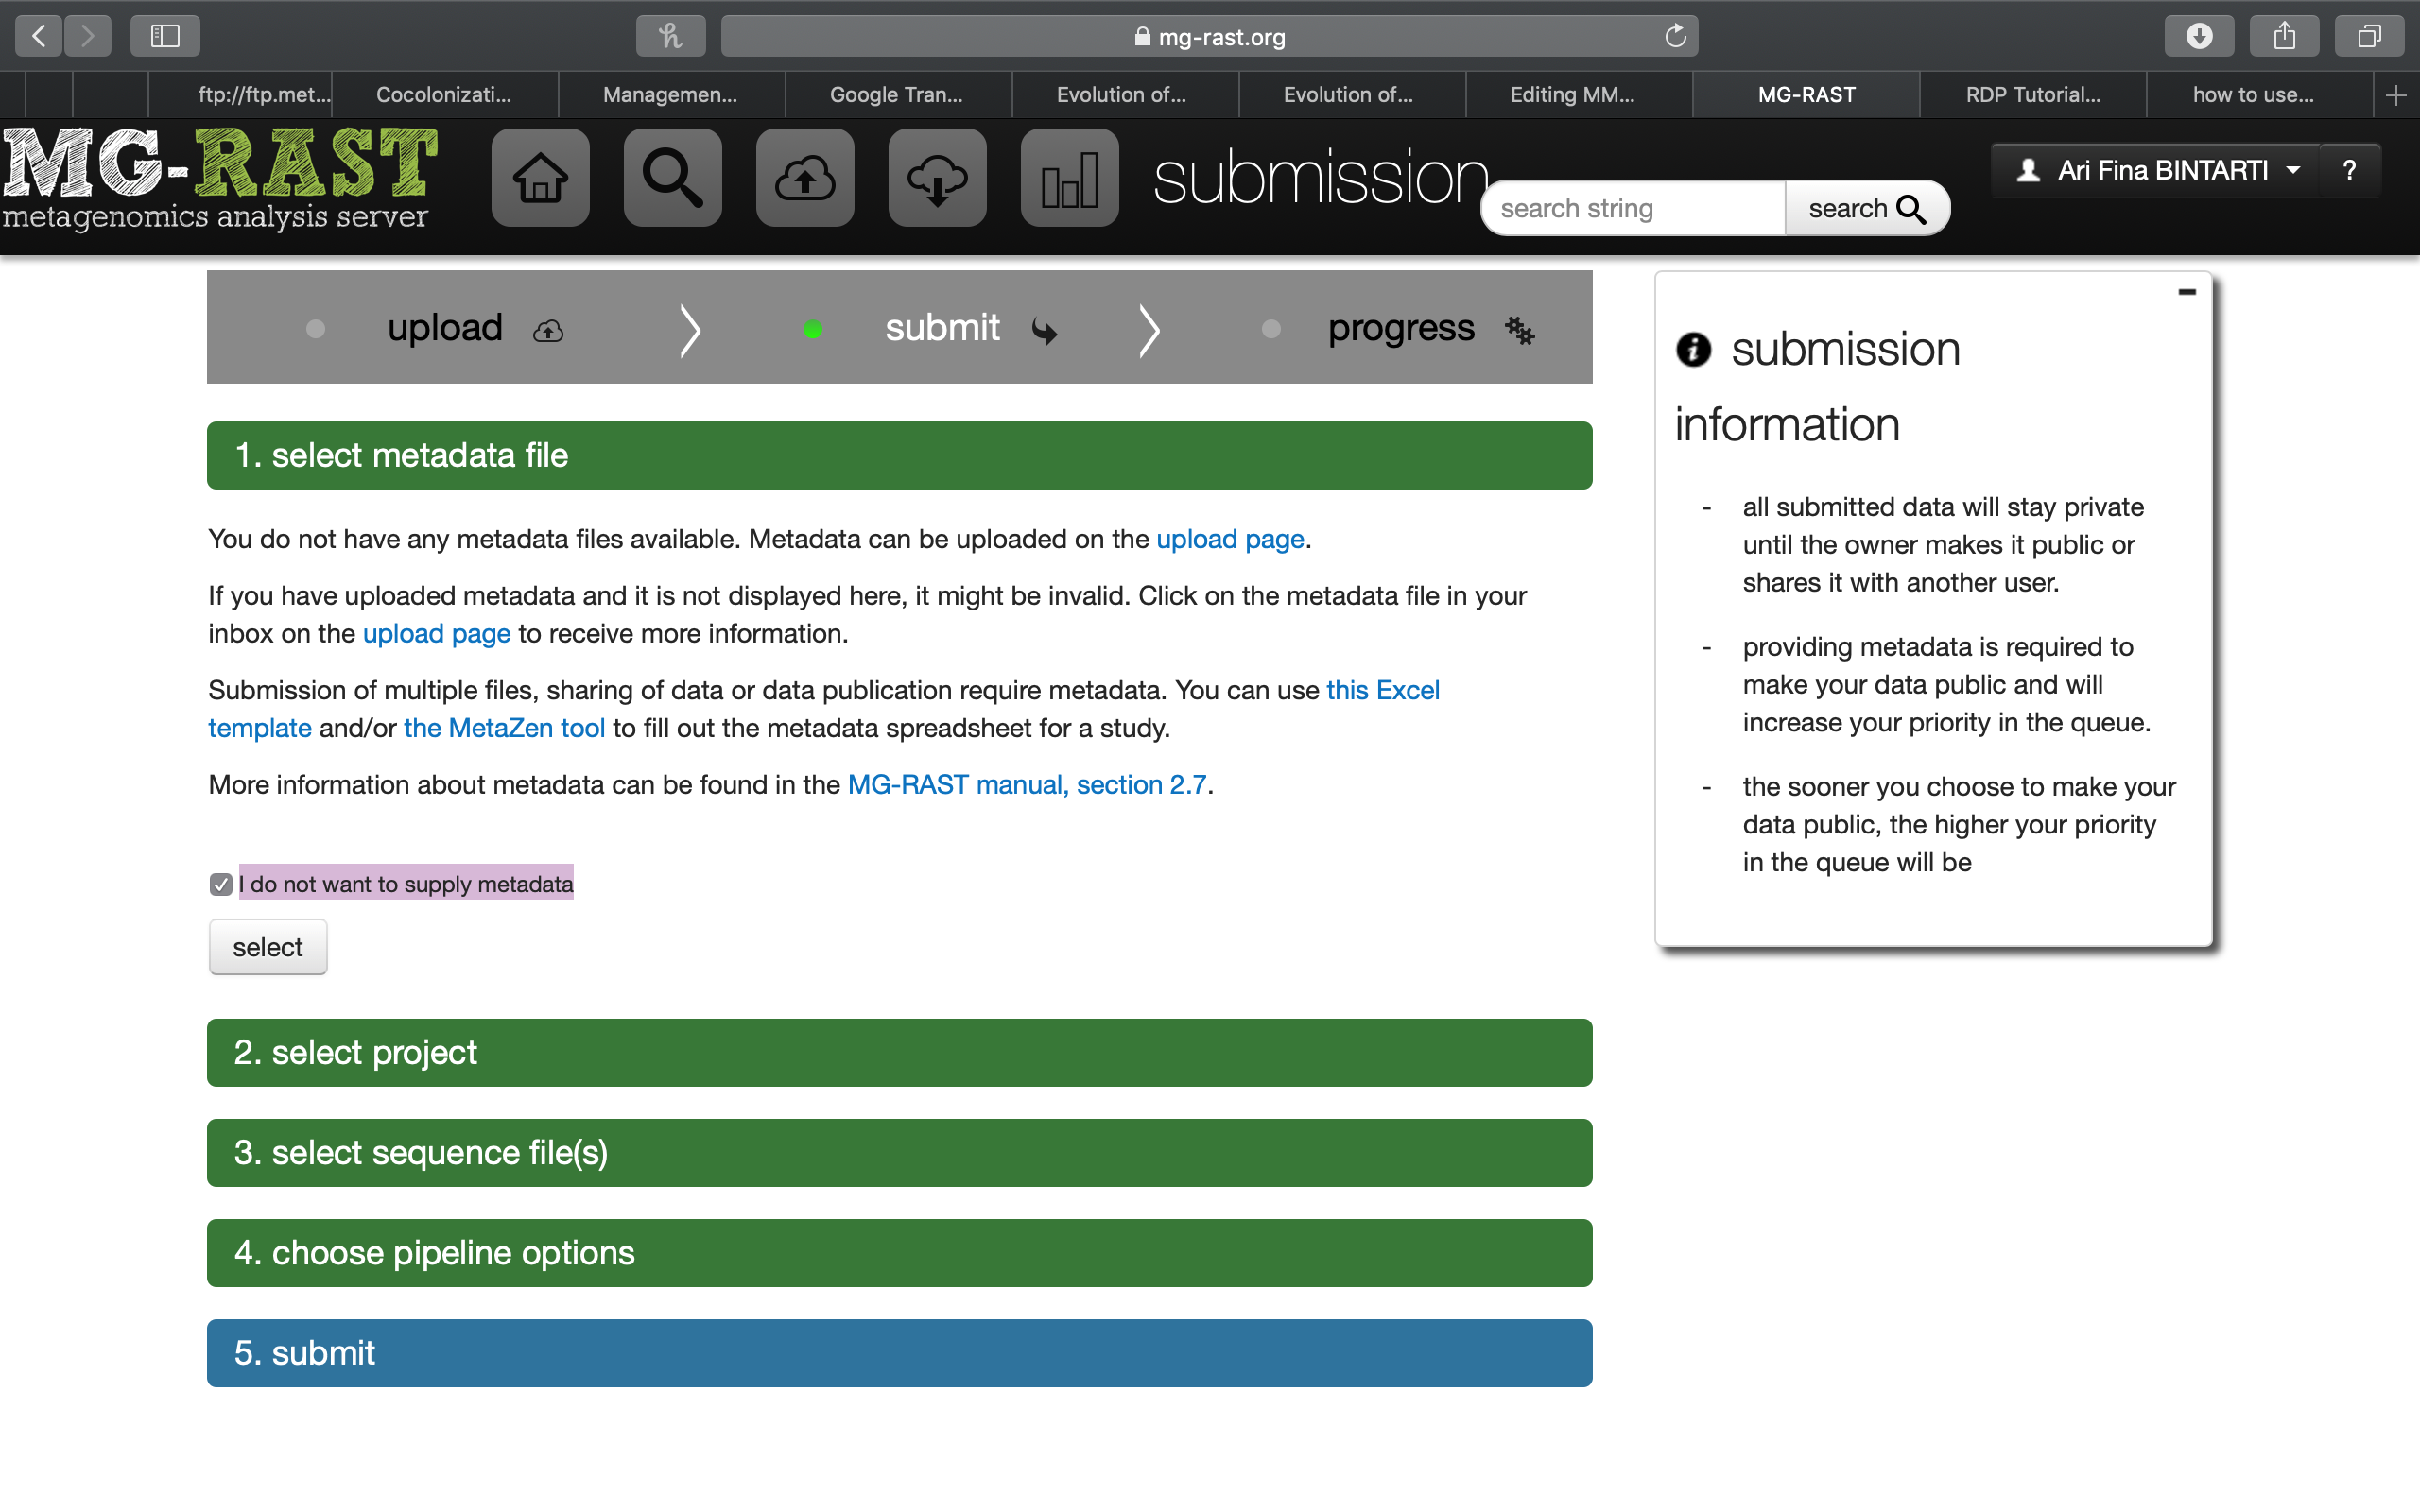 mg-rast.org
ftp://ftp.met...
Cocolonizati...
Managemen...
Google Tran...
Evolution of...
Evolution of...
Editing MM...
MG-RAST
RDP Tutorial...
how to use...
MG-RAST
metagenomics analysis server
submission
search string
search
Ari Fina BINTARTI
?
upload
submit
progress
1. select metadata file
You do not have any metadata files available. Metadata can be uploaded on the upload page.
If you have uploaded metadata and it is not displayed here, it might be invalid. Click on the metadata file in your
inbox on the upload page to receive more information.
Submission of multiple files, sharing of data or data publication require metadata. You can use this Excel
template and/or the MetaZen tool to fill out the metadata spreadsheet for a study.
More information about metadata can be found in the MG-RAST manual, section 2.7.
I do not want to supply metadata
select
2. select project
3. select sequence file(s)
4. choose pipeline options
5. submit
submission
information
- all submitted data will stay private
until the owner makes it public or
shares it with another user.
- providing metadata is required to
make your data public and will
increase your priority in the queue.
- the sooner you choose to make your
data public, the higher your priority
in the queue will be